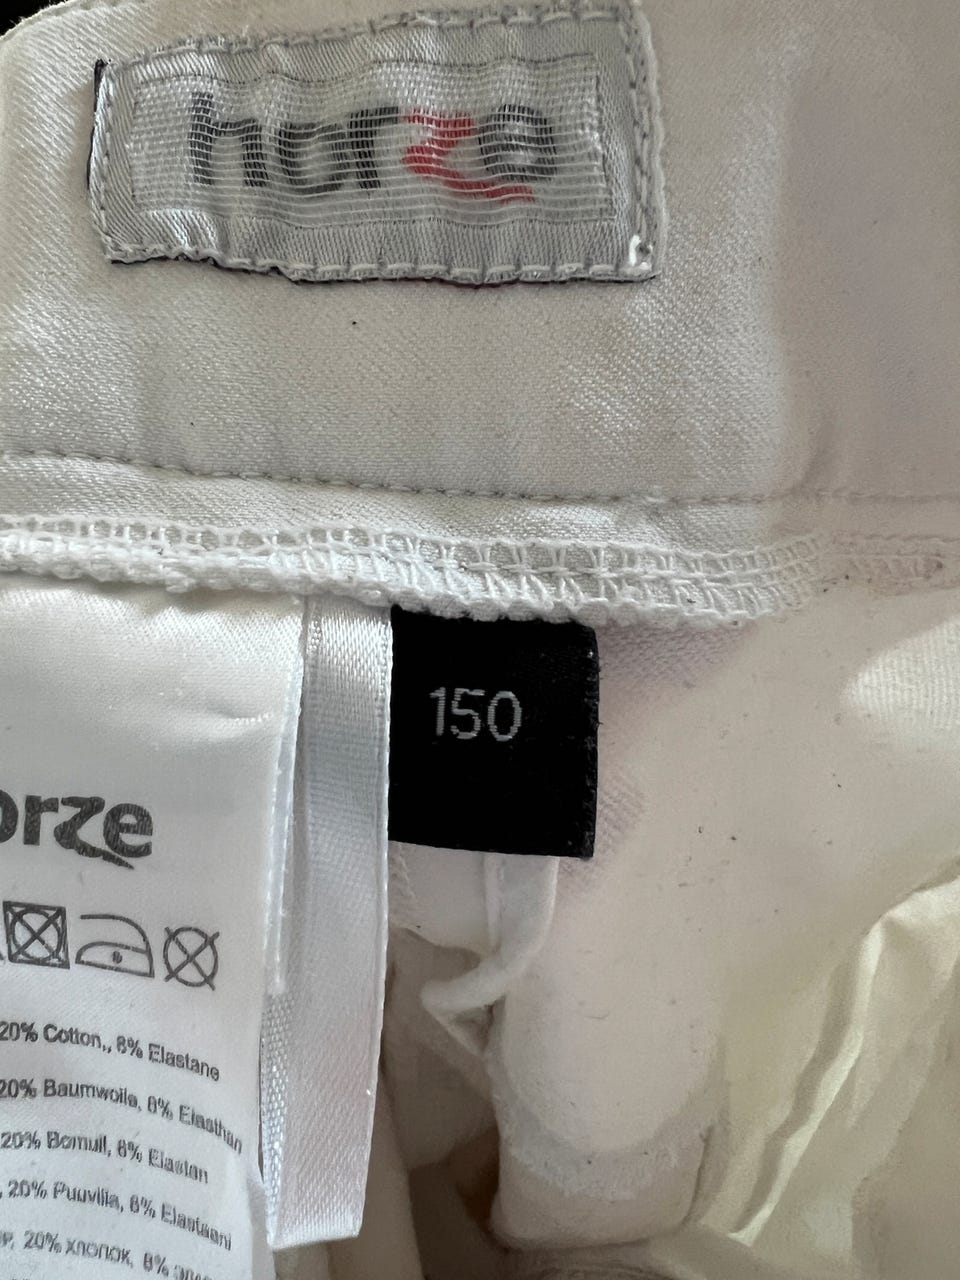 horze
150
orze
20% Cotton,, 8% Elastane
20% Baumwolle, 8% Elasthan
20% Bomull, 8% Elastan
, 20% Puuvilla, 8% Elastaani
20% хлопок, 8%